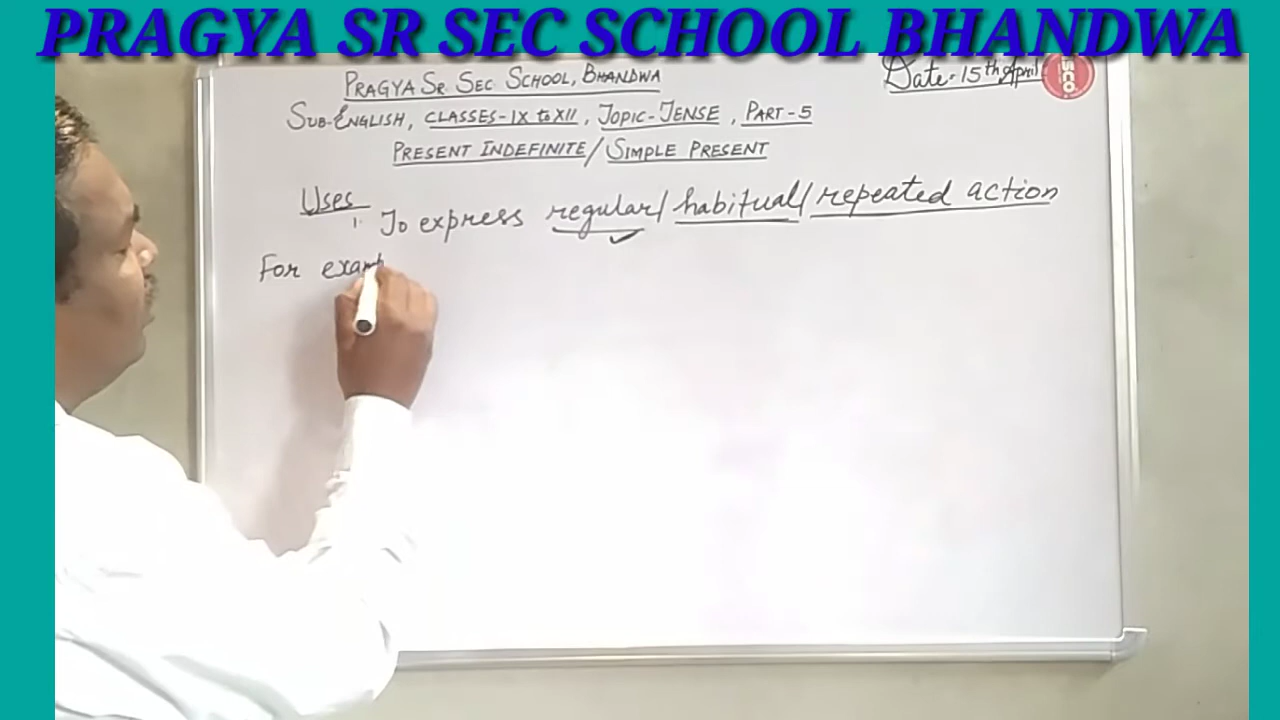 PRAGYA SR SEC SCHOOL BHANDWA
PRAGYA SR SEC SCHOOL, BHANDWA
Date-15th April
SUB-ENGLISH, CLASSES-IX to XII, TOPIC-TENSE, PART-5
PRESENT INDEFINITE/SIMPLE PRESENT
Uses
1. To express regular/habitual/repeated action
For examp